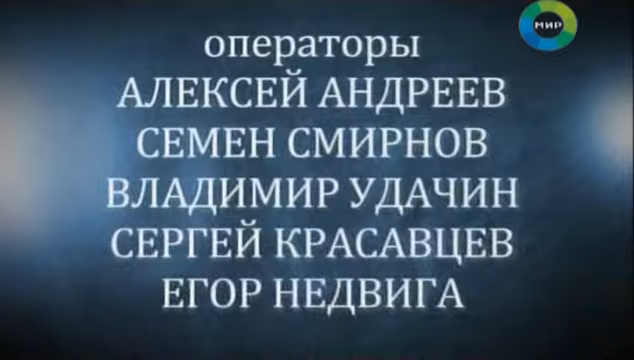 МИР
операторы
АЛЕКСЕЙ АНДРЕЕВ
СЕМЕН СМИРНОВ
ВЛАДИМИР УДАЧИН
СЕРГЕЙ КРАСАВЦЕВ
ЕГОР НЕДВИГА